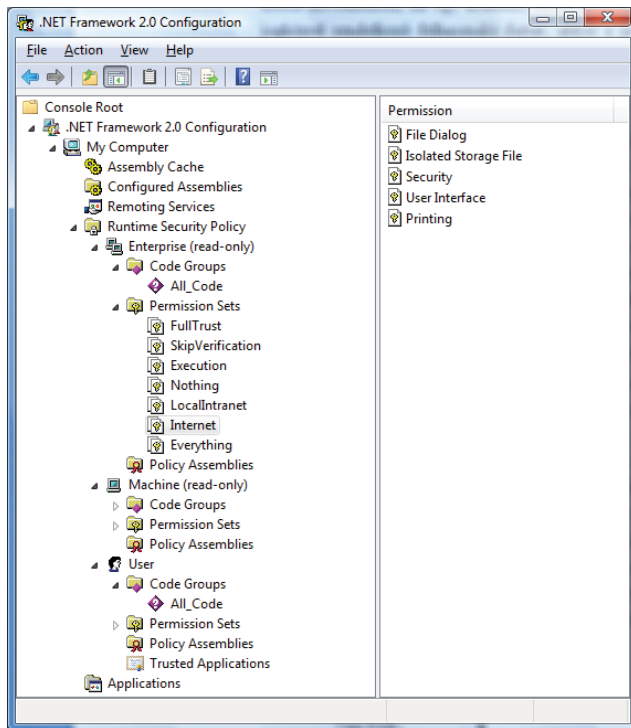 .NET Framework 2.0 Configuration
File Action View Help
Console Root
.NET Framework 2.0 Configuration
My Computer
Assembly Cache
Configured Assemblies
Remoting Services
Runtime Security Policy
Enterprise (read-only)
Code Groups
All_Code
Permission Sets
FullTrust
SkipVerification
Execution
Nothing
LocalIntranet
Internet
Everything
Policy Assemblies
Machine (read-only)
Code Groups
Permission Sets
Policy Assemblies
User
Code Groups
All_Code
Permission Sets
Policy Assemblies
Trusted Applications
Applications
Permission
File Dialog
Isolated Storage File
Security
User Interface
Printing